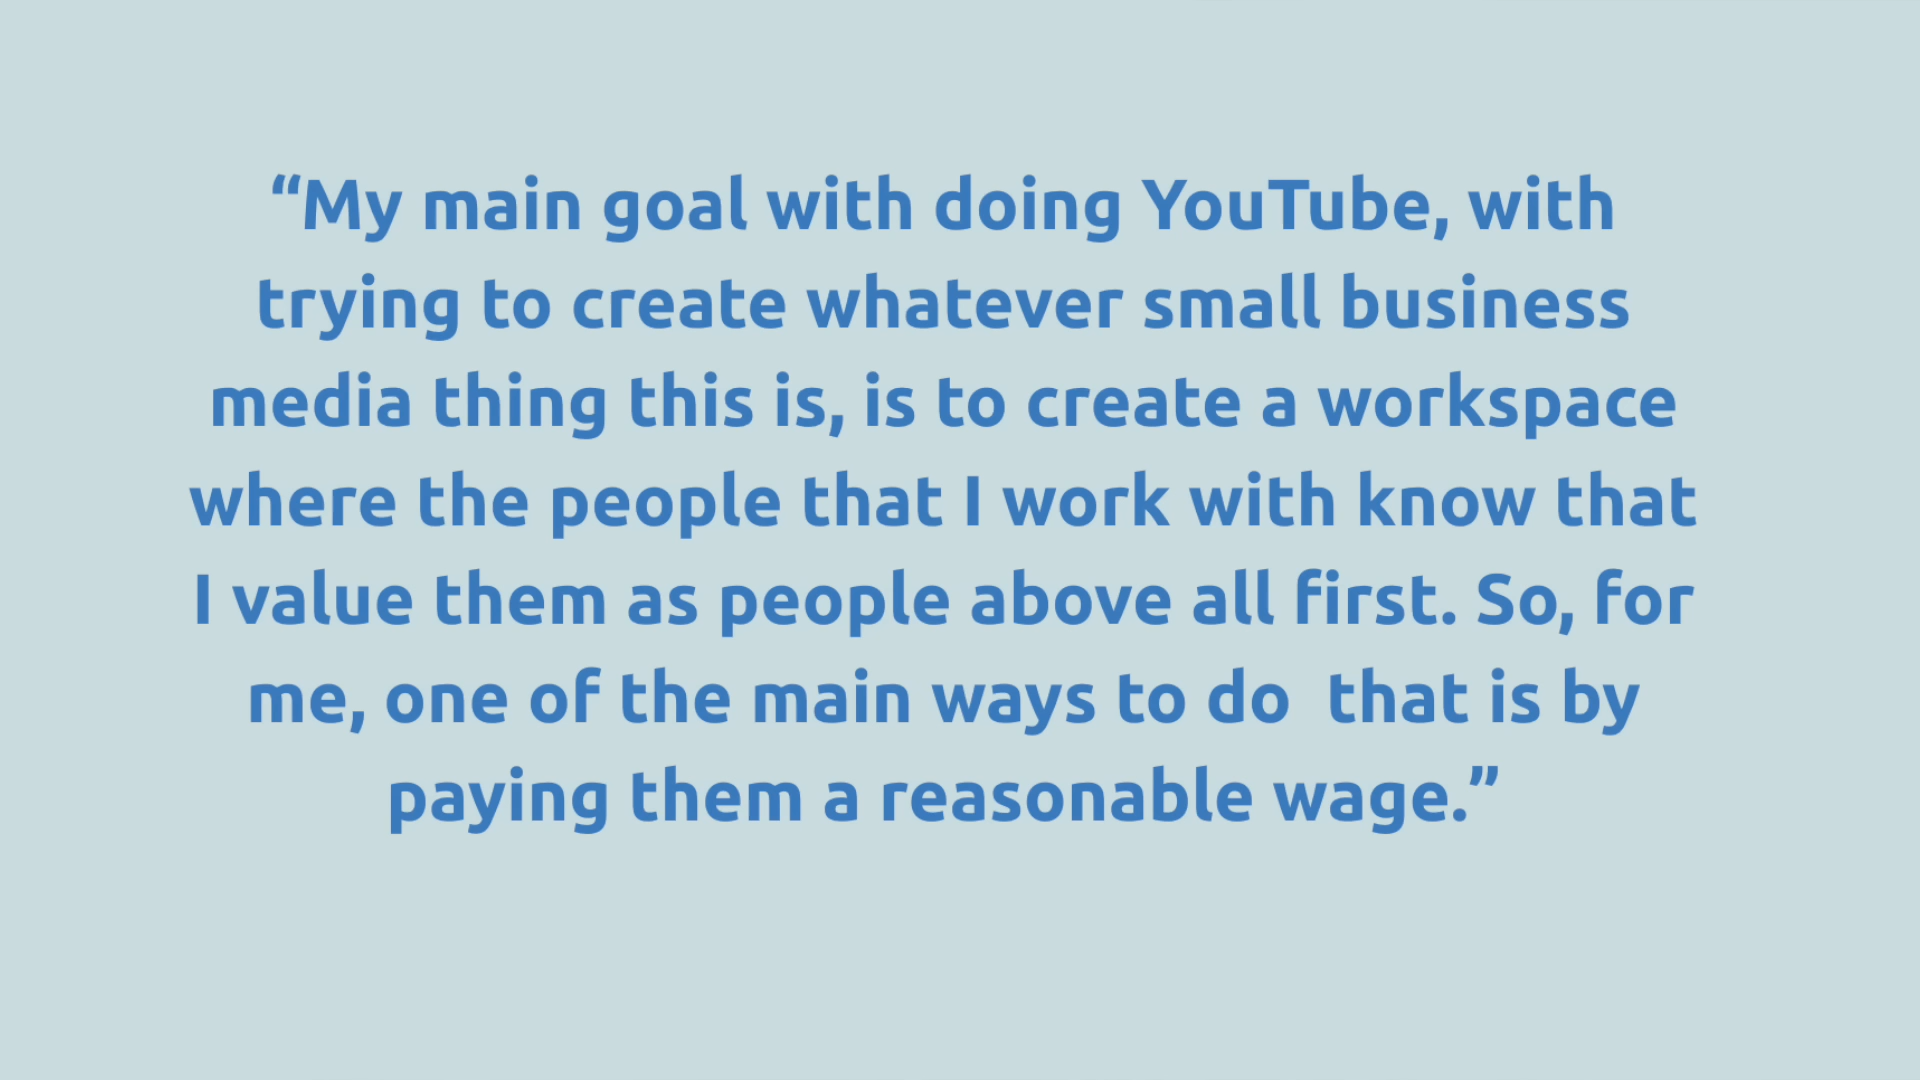 “My main goal with doing YouTube, with
trying to create whatever small business
media thing this is, is to create a workspace
where the people that I work with know that
I value them as people above all first. So, for
me, one of the main ways to do  that is by
paying them a reasonable wage.”